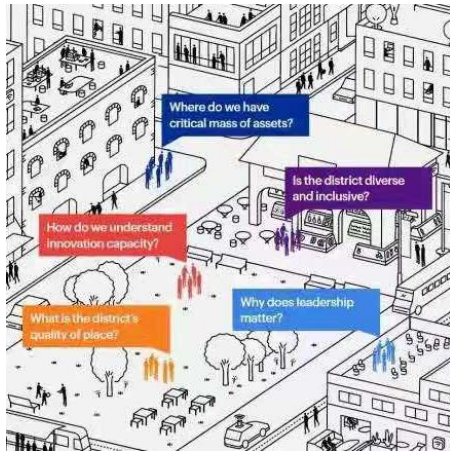 Where do we have
critical mass of assets?
Is the district diverse
and inclusive?
How do we understand
innovation capacity?
What is the district's
quality of place?
Why does leadership
matter?